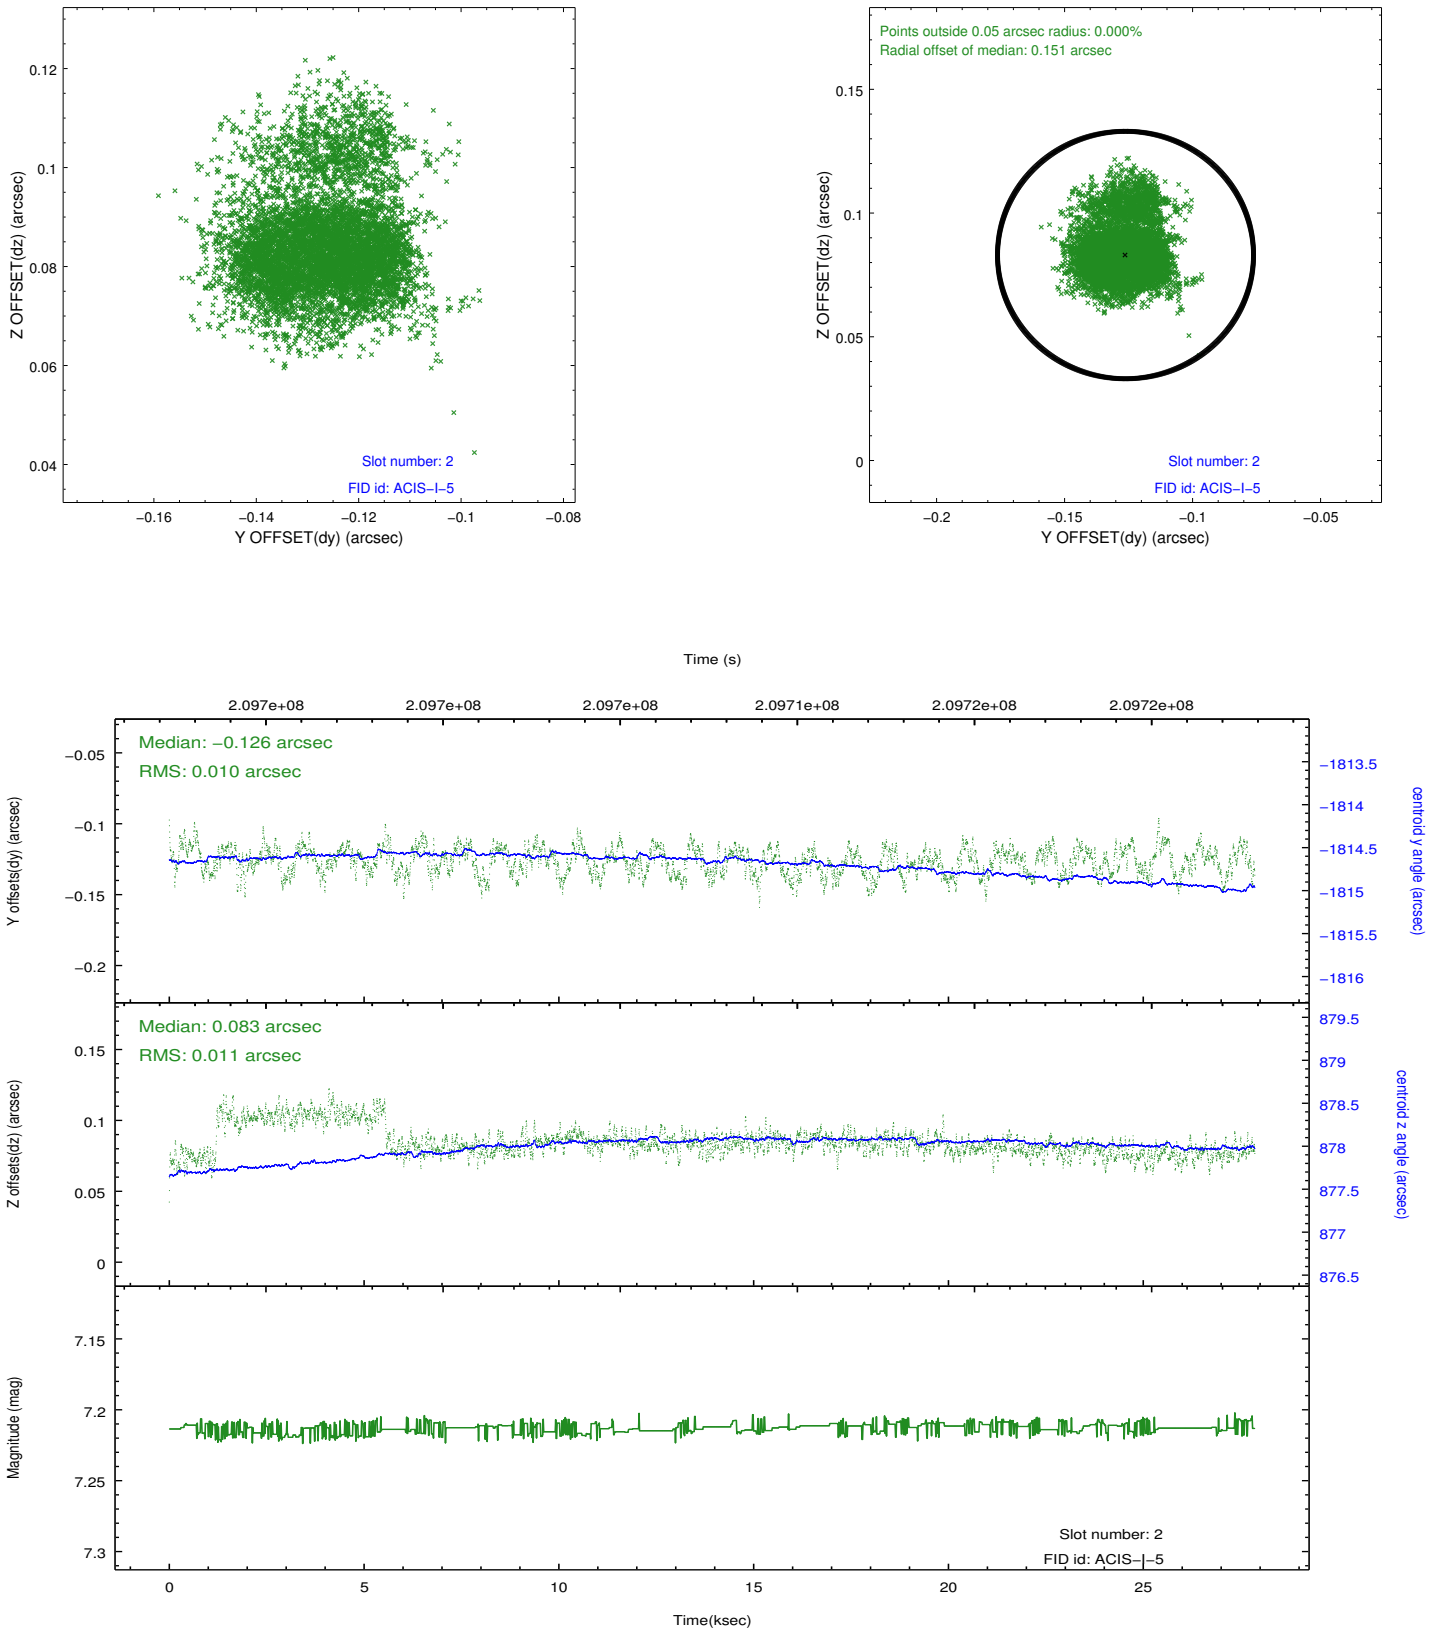 0.12
0.1
0.08
0.06
0.04
Z OFFSET(dz) (arcsec)
Slot number: 2
FID id: ACIS−I−5
−0.16
−0.14
−0.12
−0.1
−0.08
Y OFFSET(dy) (arcsec)
Points outside 0.05 arcsec radius: 0.000%
Radial offset of median: 0.151 arcsec
0.15
0.1
0.05
0
Z OFFSET(dz) (arcsec)
Slot number: 2
FID id: ACIS−I−5
−0.2
−0.15
−0.1
−0.05
Y OFFSET(dy) (arcsec)
Time (s)
2.097e+08
2.097e+08
2.097e+08
2.0971e+08
2.0972e+08
2.0972e+08
Median: −0.126 arcsec
RMS: 0.010 arcsec
−0.05
−0.1
−0.15
−0.2
Y offsets(dy) (arcsec)
−1813.5
−1814
−1814.5
−1815
−1815.5
−1816
centroid y angle (arcsec)
Median: 0.083 arcsec
RMS: 0.011 arcsec
0.15
0.1
0.05
0
Z offsets(dz) (arcsec)
879.5
879
878.5
878
877.5
877
876.5
centroid z angle (arcsec)
7.15
7.2
7.25
7.3
Magnitude (mag)
Slot number: 2
FID id: ACIS−I−5
0
5
10
15
20
25
Time(ksec)